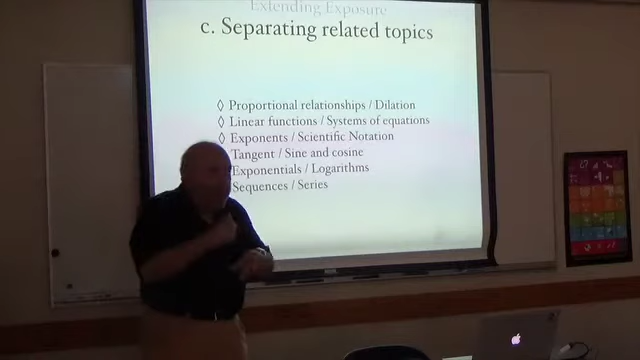 Extending Exposure
c. Separating related topics
◊ Proportional relationships / Dilation
◊ Linear functions / Systems of equations
◊ Exponents / Scientific Notation
Tangent / Sine and cosine
Exponentials / Logarithms
Sequences / Series